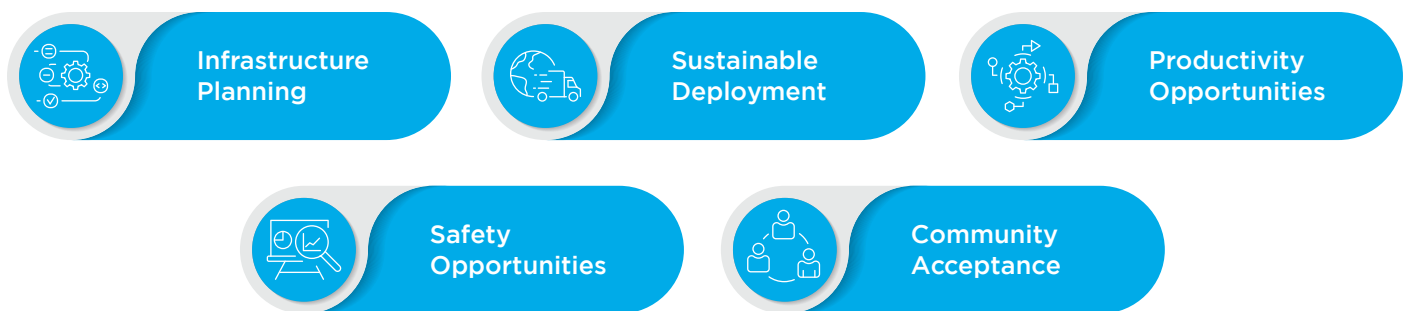 Infrastructure
Planning
Sustainable
Deployment
Productivity
Opportunities
Safety
Opportunities
Community
Acceptance